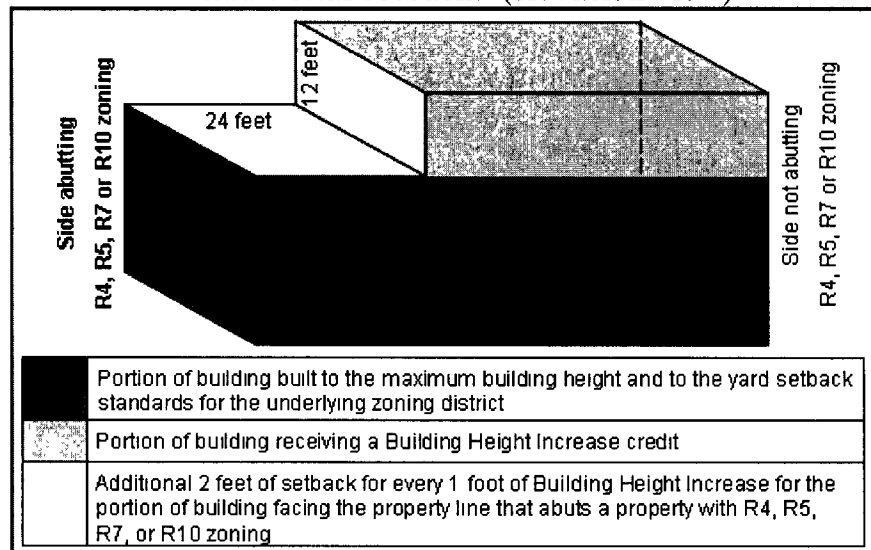 12 feet
24 feet
Side abutting
R4, R5, R7 or R10 zoning
Side not abutting
R4, R5, R7 or R10 zoning
Portion of building built to the maximum building height and to the yard setback
standards for the underlying zoning district
Portion of building receiving a Building Height Increase credit
Additional 2 feet of setback for every 1 foot of Building Height Increase for the
portion of building facing the property line that abuts a property with R4, R5,
R7, or R10 zoning